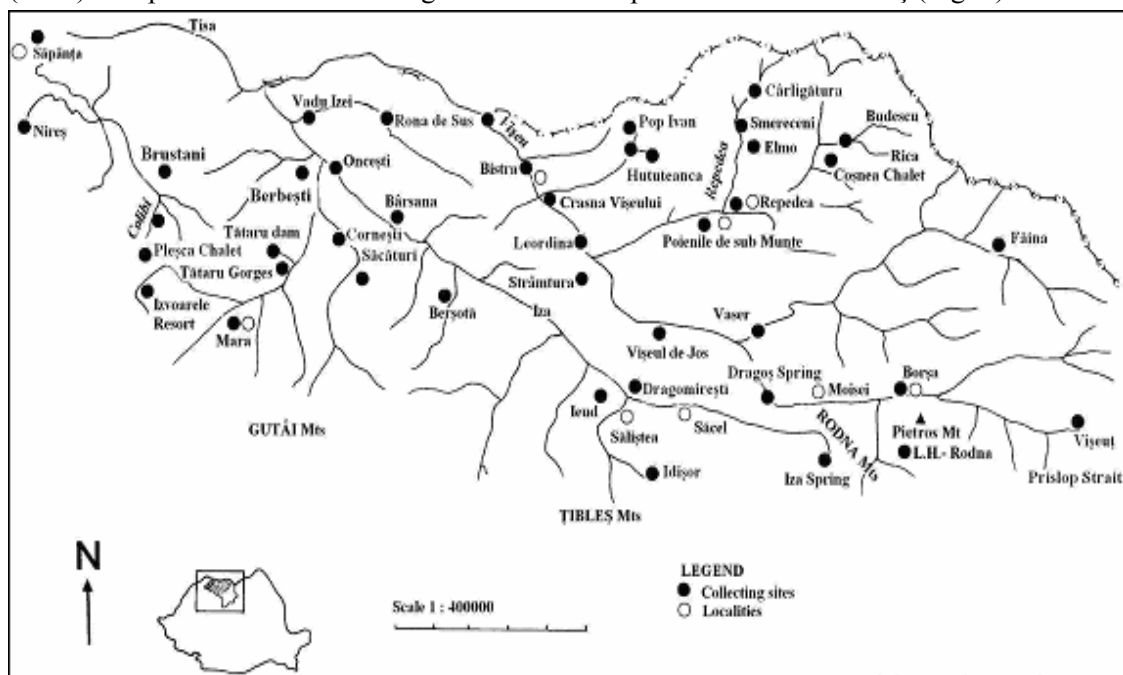 Tisa
Săpânța
Nireș
Vadu Izei
Rona de Sus
Vișeu
Pop Ivan
Cârligătura
Smereceni
Budescu
Elmo
Rica
Coșnea Chalet
Brustani
Oncești
Bistra
Hututeanca
Repedea
Berbești
Crasna Vișeului
Repedea
Bârsana
Colibi
Tătaru dam
Cornești
Leordina
Poienile de sub Munte
Făina
Pleșca Chalet
Săcături
Tătaru Gorges
Strâmtura
Izvoarele
Resort
Berșotă
Iza
Vaser
Mara
Vișeul de Jos
Dragoș Spring
Moisei
Borșa
Dragomirești
GUTÂI Mts
Ieud
Săliștea
Săcel
RODNA Mts
Pietros Mt
Vișeuț
L.H.- Rodna
Idișor
Iza Spring
Prislop Strait
ȚIBLEȘ Mts
N
LEGEND
Collecting sites
Localities
Scale 1 : 400000